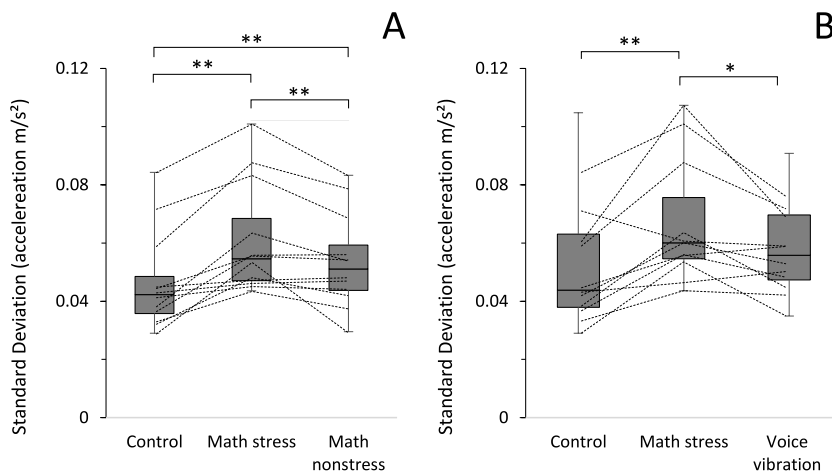 A
**
**
**
Standard Deviation (accelereation m/s²)
0.12
0.08
0.04
0
Control
Math stress
Math
nonstress
B
**
*
Standard Deviation (accelereation m/s²)
0.12
0.08
0.04
0
Control
Math stress
Voice
vibration